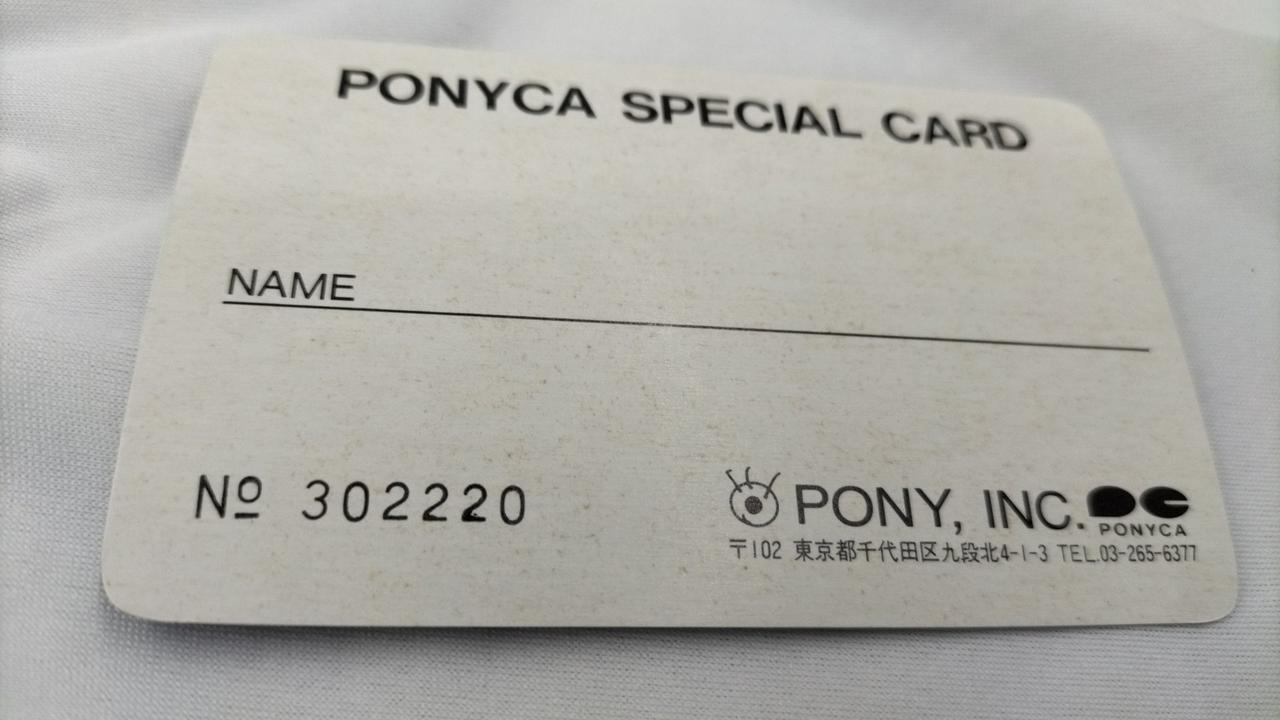 PONYCA SPECIAL CARD
NAME
Nº 302220
PONY, INC.
PONYCA
〒102 東京都千代田区九段北4-1-3 TEL.03-265-6377